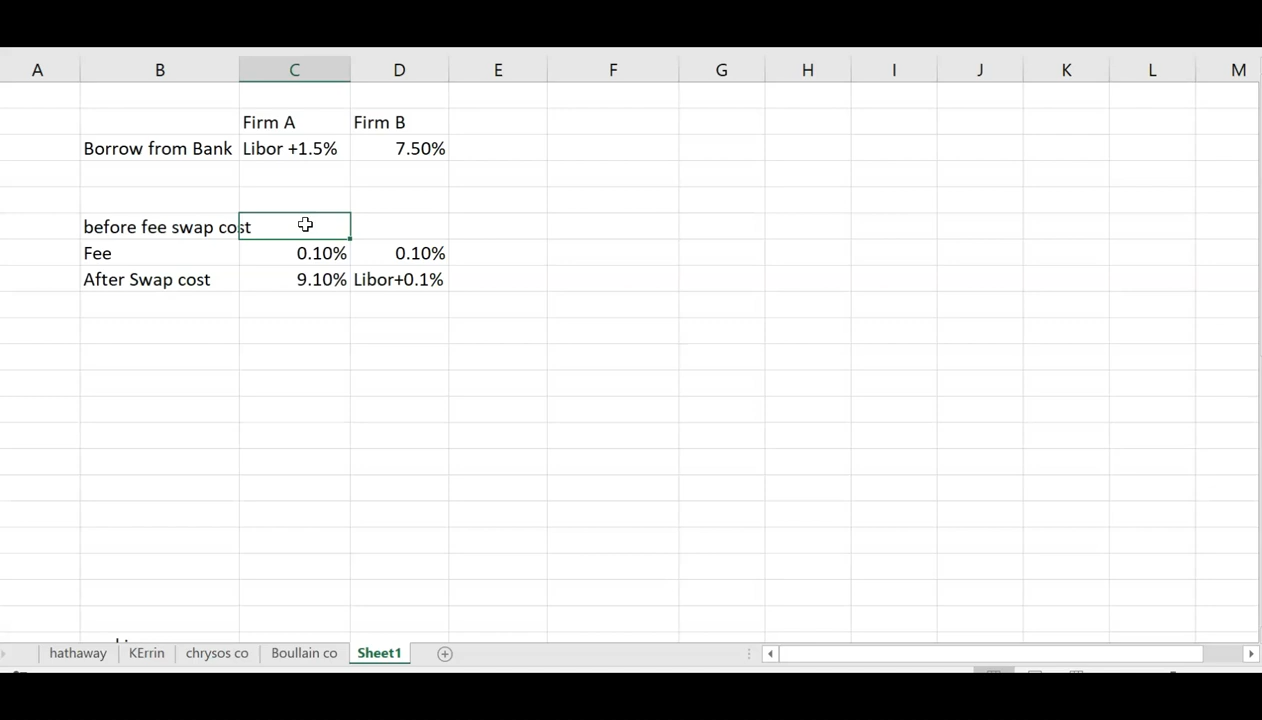 A B C D E F G H I J K L M
Firm A Firm B
Borrow from Bank Libor +1.5% 7.50%
before fee swap cost
Fee 0.10% 0.10%
After Swap cost 9.10% Libor+0.1%
hathaway KErrin chrysos co Boullain co Sheet1